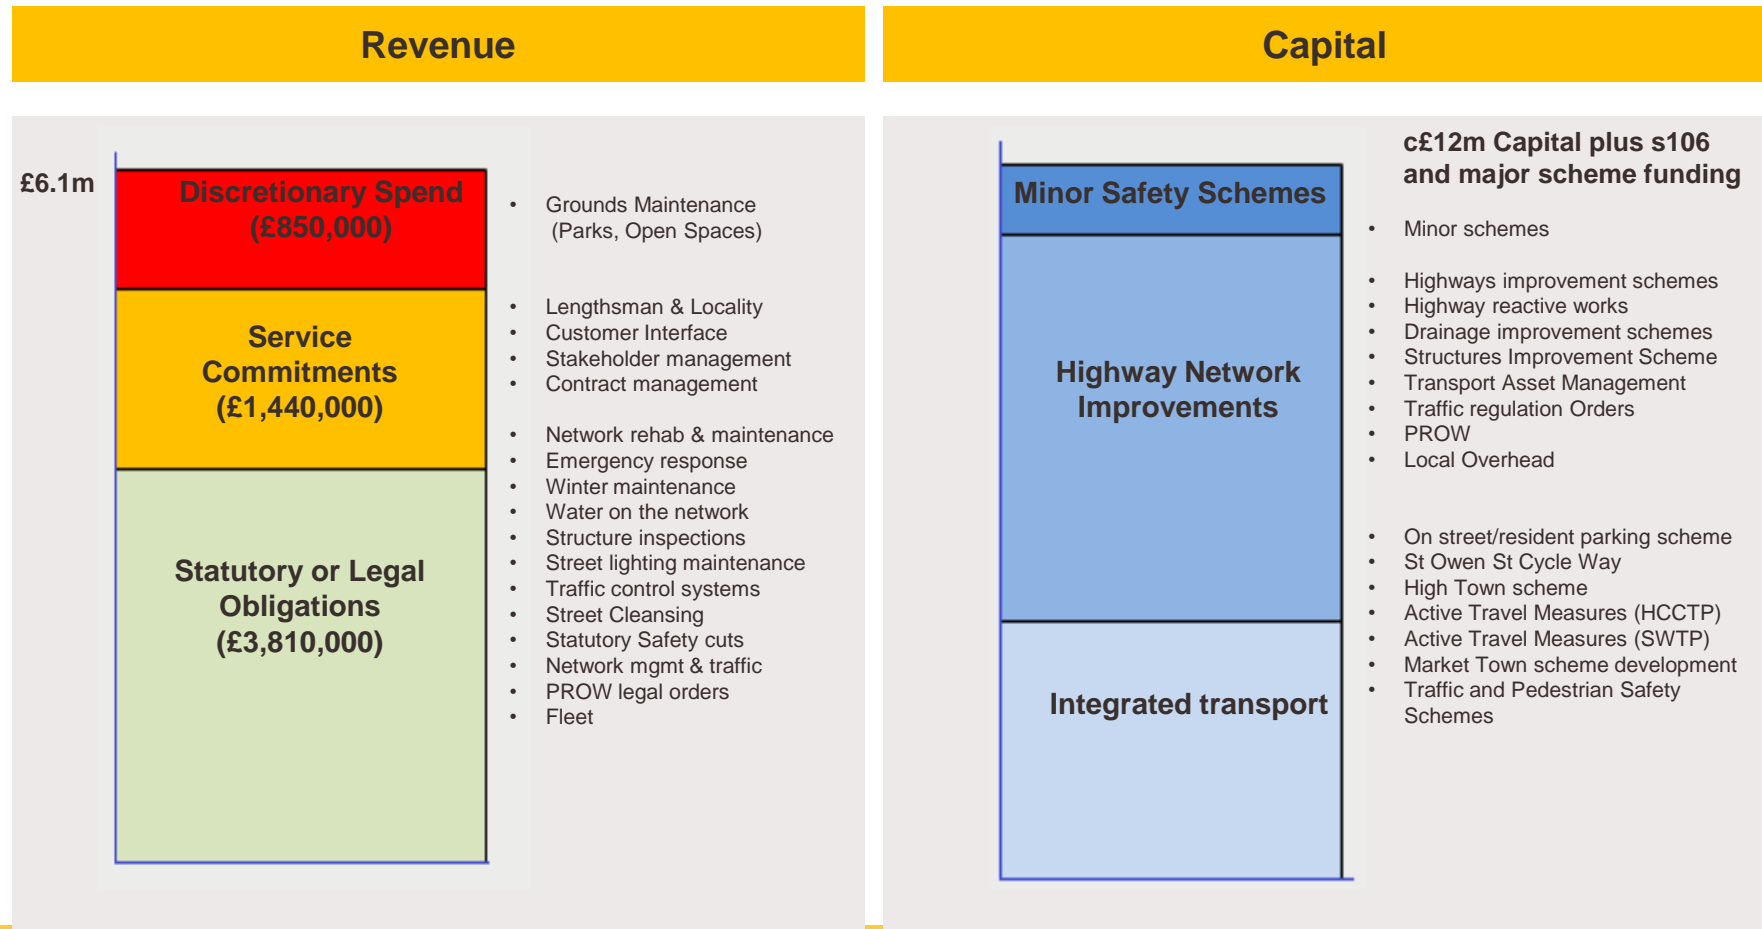 Revenue
£6.1m
Discretionary Spend
(£850,000)
Service
Commitments
(£1,440,000)
Statutory or Legal
Obligations
(£3,810,000)
• Grounds Maintenance
(Parks, Open Spaces)
• Lengthsman & Locality
• Customer Interface
• Stakeholder management
• Contract management
• Network rehab & maintenance
• Emergency response
• Winter maintenance
• Water on the network
• Structure inspections
• Street lighting maintenance
• Traffic control systems
• Street Cleansing
• Statutory Safety cuts
• Network mgmt & traffic
• PROW legal orders
• Fleet
Capital
Minor Safety Schemes
Highway Network
Improvements
Integrated transport
c£12m Capital plus s106
and major scheme funding
• Minor schemes
• Highways improvement schemes
• Highway reactive works
• Drainage improvement schemes
• Structures Improvement Scheme
• Transport Asset Management
• Traffic regulation Orders
• PROW
• Local Overhead
• On street/resident parking scheme
• St Owen St Cycle Way
• High Town scheme
• Active Travel Measures (HCCTP)
• Active Travel Measures (SWTP)
• Market Town scheme development
• Traffic and Pedestrian Safety
Schemes